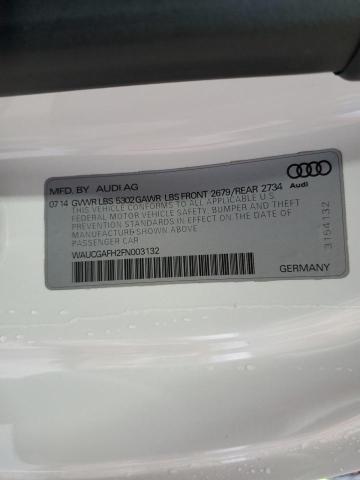 MFD. BY AUDI AG
07 14 GVWR LBS 5302 GAWR LBS FRONT 2679/REAR 2734
THIS VEHICLE CONFORMS TO ALL APPLICABLE U.S.
FEDERAL MOTOR VEHICLE SAFETY, BUMPER AND THEFT
PREVENTION STANDARDS IN EFFECT ON THE DATE OF
MANUFACTURE SHOWN ABOVE
PASSENGER CAR
WAUCGAFH2FN003132
Audi
3154132
GERMANY